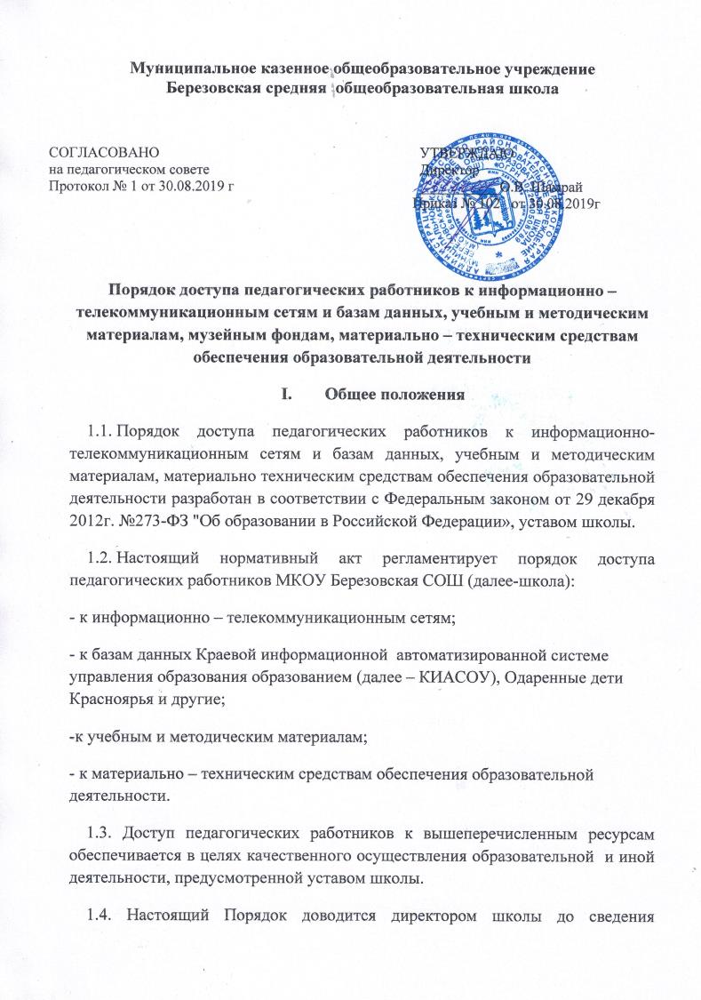 Муниципальное казенное общеобразовательное учреждение
Березовская средняя общеобразовательная школа
СОГЛАСОВАНО
на педагогическом совете
Протокол № 1 от 30.08.2019 г
УТВЕРЖДАЮ
Директор
О.В. Шамрай
Приказ № 102 от 30.08.2019г
Порядок доступа педагогических работников к информационно –
телекоммуникационным сетям и базам данных, учебным и методическим
материалам, музейным фондам, материально – техническим средствам
обеспечения образовательной деятельности
I. Общее положения
1.1. Порядок доступа педагогических работников к информационно-
телекоммуникационным сетям и базам данных, учебным и методическим
материалам, материально техническим средствам обеспечения образовательной
деятельности разработан в соответствии с Федеральным законом от 29 декабря
2012г. №273-ФЗ "Об образовании в Российской Федерации», уставом школы.
1.2. Настоящий нормативный акт регламентирует порядок доступа
педагогических работников МКОУ Березовская СОШ (далее-школа):
- к информационно – телекоммуникационным сетям;
- к базам данных Краевой информационной автоматизированной системе
управления образования образованием (далее – КИАСОУ), Одаренные дети
Красноярья и другие;
-к учебным и методическим материалам;
- к материально – техническим средствам обеспечения образовательной
деятельности.
1.3. Доступ педагогических работников к вышеперечисленным ресурсам
обеспечивается в целях качественного осуществления образовательной и иной
деятельности, предусмотренной уставом школы.
1.4. Настоящий Порядок доводится директором школы до сведения